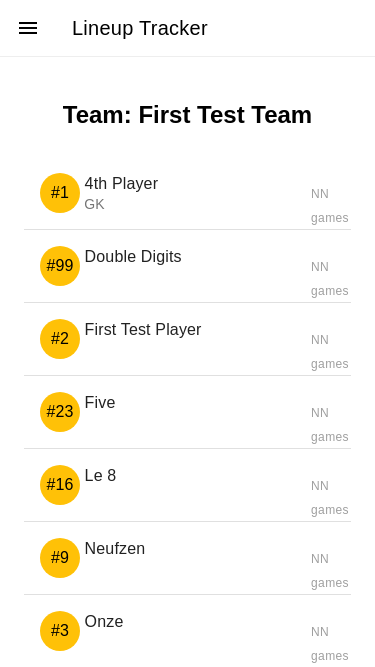 Lineup Tracker
Team: First Test Team
#1
4th Player
GK
NN
games
#99
Double Digits
NN
games
#2
First Test Player
NN
games
#23
Five
NN
games
#16
Le 8
NN
games
#9
Neufzen
NN
games
#3
Onze
NN
games